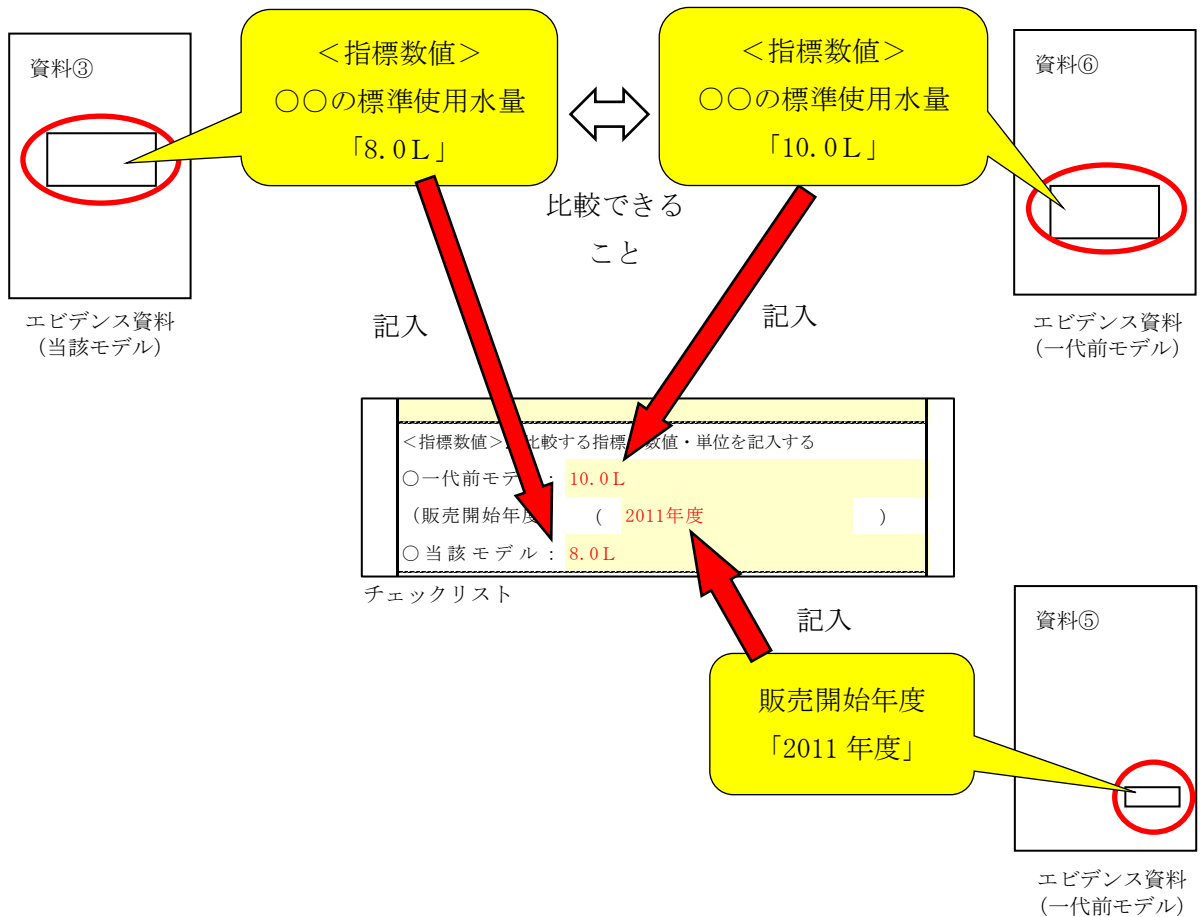 資料③
<指標数値>
○○の標準使用水量
「8.0L」
<指標数値>
○○の標準使用水量
「10.0L」
資料⑥
比較できる
こと
エビデンス資料
(当該モデル)
エビデンス資料
(一代前モデル)
記入
記入
<指標数値> 比較する指標 数値・単位を記入する
○一代前モデ : 10.0L
(販売開始年度 ( 2011年度 )
○当該モデル: 8.0L
チェックリスト
記入
資料⑤
販売開始年度
「2011 年度」
エビデンス資料
(一代前モデル)